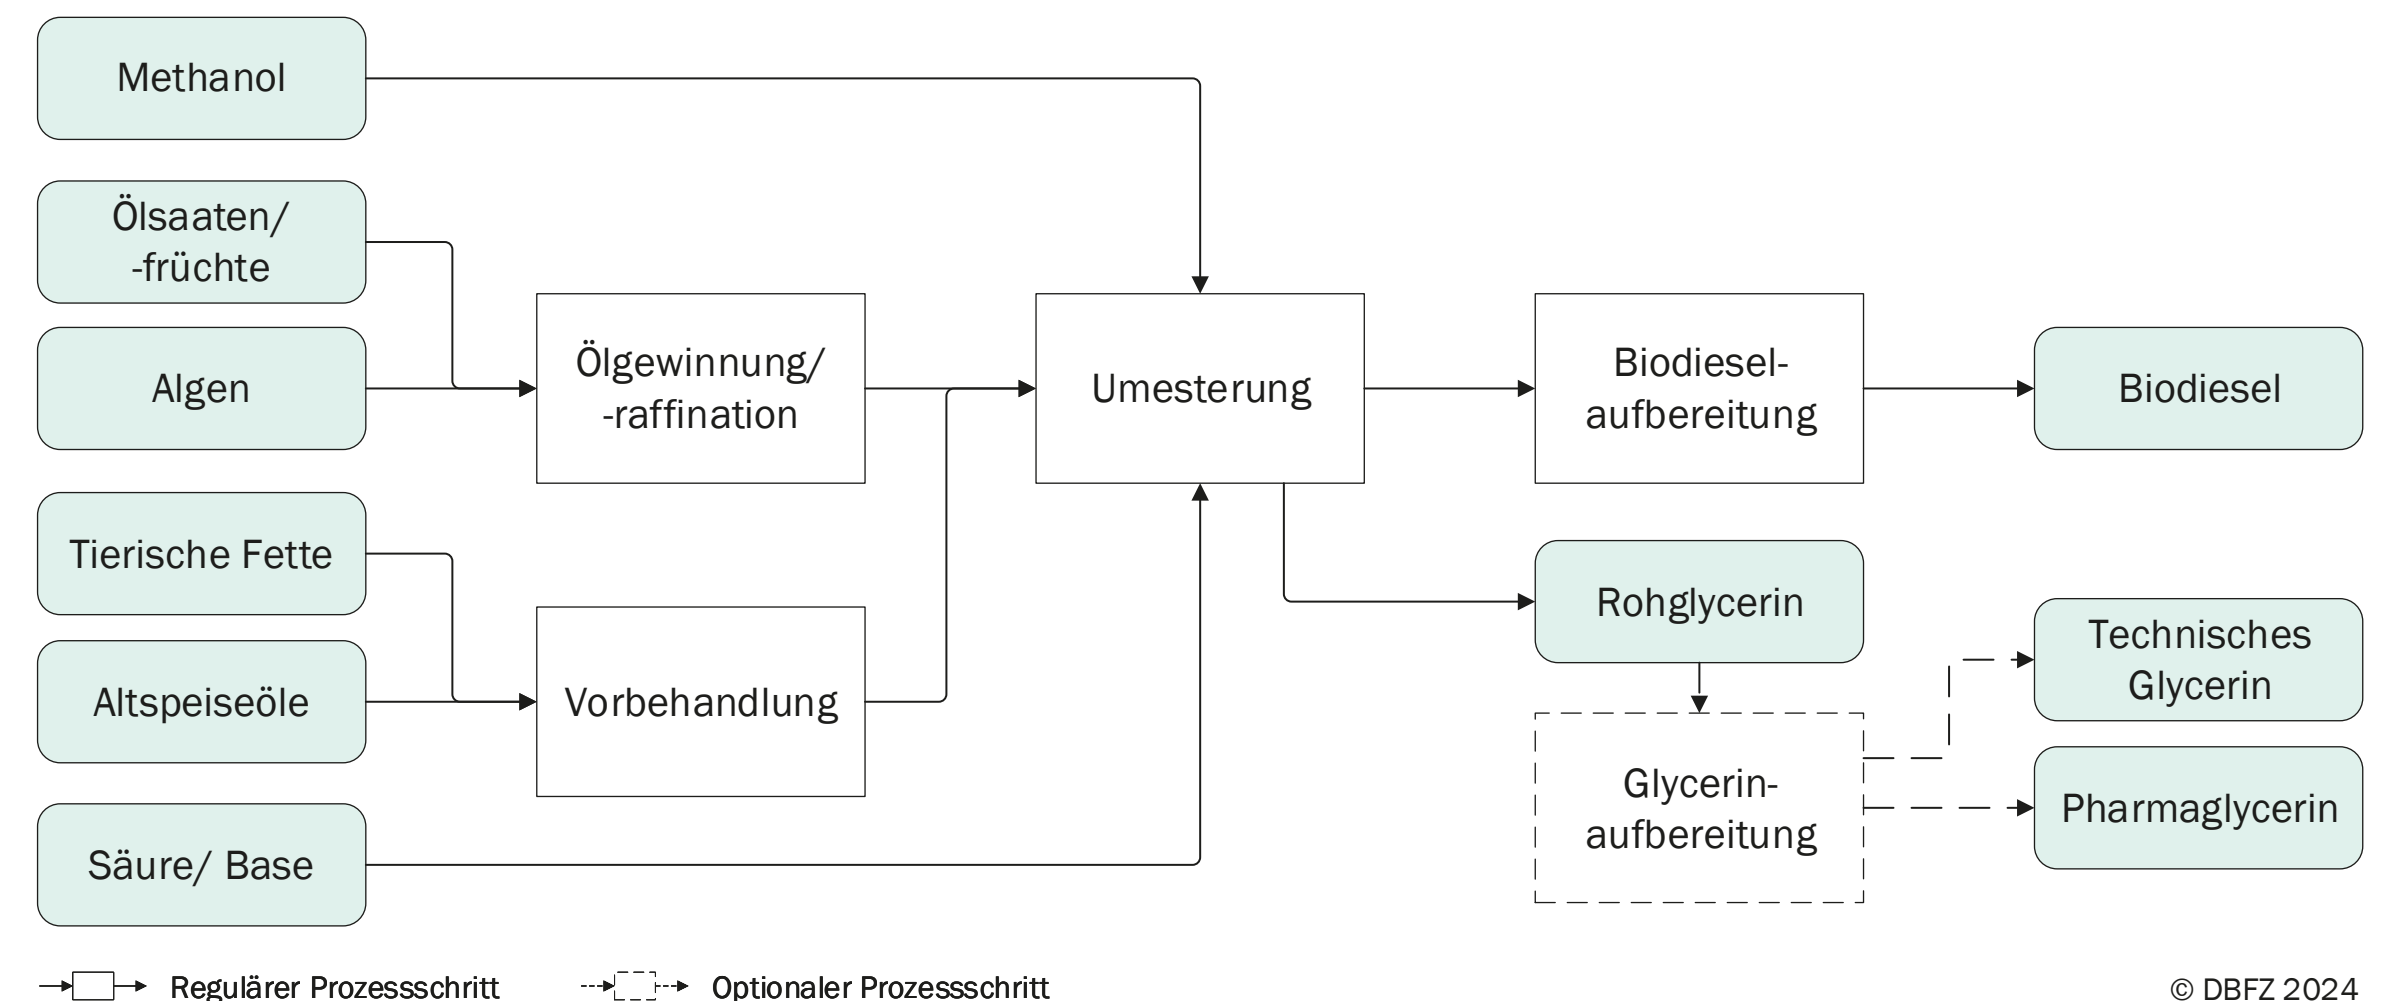 Methanol
Ölsaaten/
-früchte
Algen
Tierische Fette
Altspeiseöle
Säure/ Base
Ölgewinnung/
-raffination
Vorbehandlung
Umesterung
Biodiesel-
aufbereitung
Biodiesel
Rohglycerin
Glycerin-
aufbereitung
Technisches
Glycerin
Pharmaglycerin
Regulärer Prozessschritt
Optionaler Prozessschritt
© DBFZ 2024